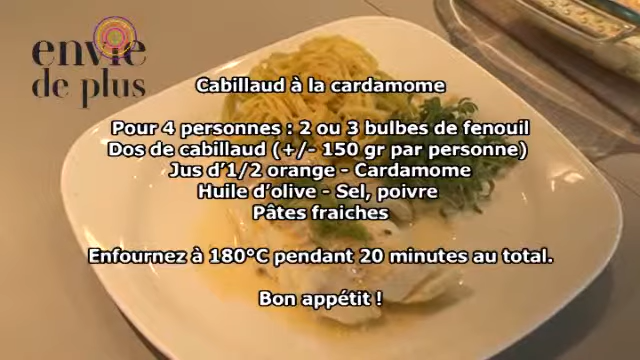 envie
de plus
Cabillaud à la cardamome
Pour 4 personnes : 2 ou 3 bulbes de fenouil
Dos de cabillaud (+/- 150 gr par personne)
Jus d'1/2 orange - Cardamome
Huile d'olive - Sel, poivre
Pâtes fraiches
Enfournez à 180°C pendant 20 minutes au total.
Bon appétit !